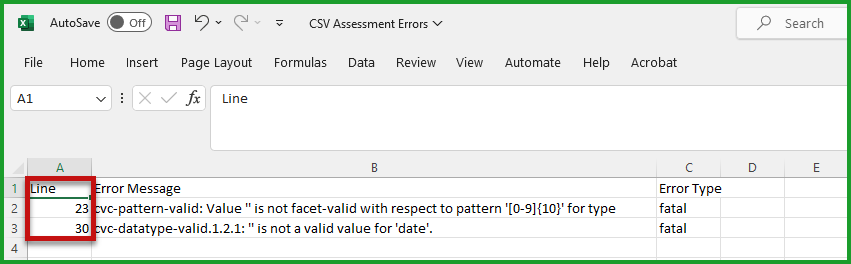 AutoSave Off CSV Assessment Errors Search
File Home Insert Page Layout Formulas Data Review View Automate Help Acrobat
A1 fx Line
A B C D E
1 Line Error Message Error Type
2 23 cvc-pattern-valid: Value '' is not facet-valid with respect to pattern '[0-9]{10}' for type fatal
3 30 cvc-datatype-valid.1.2.1: '' is not a valid value for 'date'. fatal
4